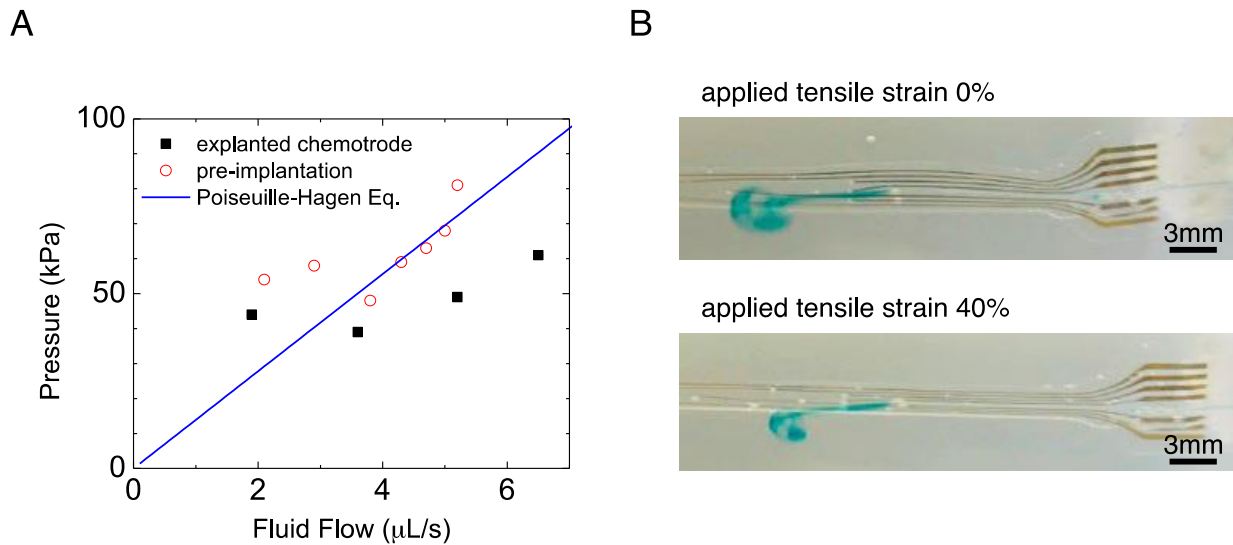 A
B
100
50
0
0
2
4
6
Pressure (kPa)
Fluid Flow (μL/s)
explanted chemotrode
pre-implantation
Poiseuille-Hagen Eq.
applied tensile strain 0%
3mm
applied tensile strain 40%
3mm